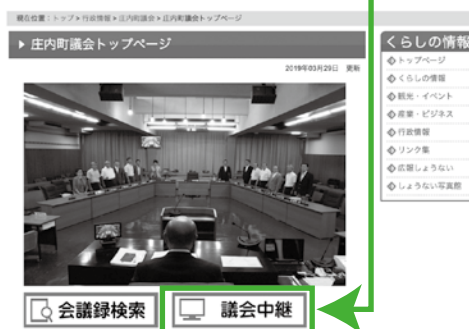 現在位置：トップ > 行政情報 > 庄内町議会 > 庄内町議会トップページ
庄内町議会トップページ
2019年03月29日 更新
会議録検索
議会中継
くらしの情報
トップページ
くらしの情報
観光・イベント
産業・ビジネス
行政情報
リンク集
広報しょうない
しょうない写真館